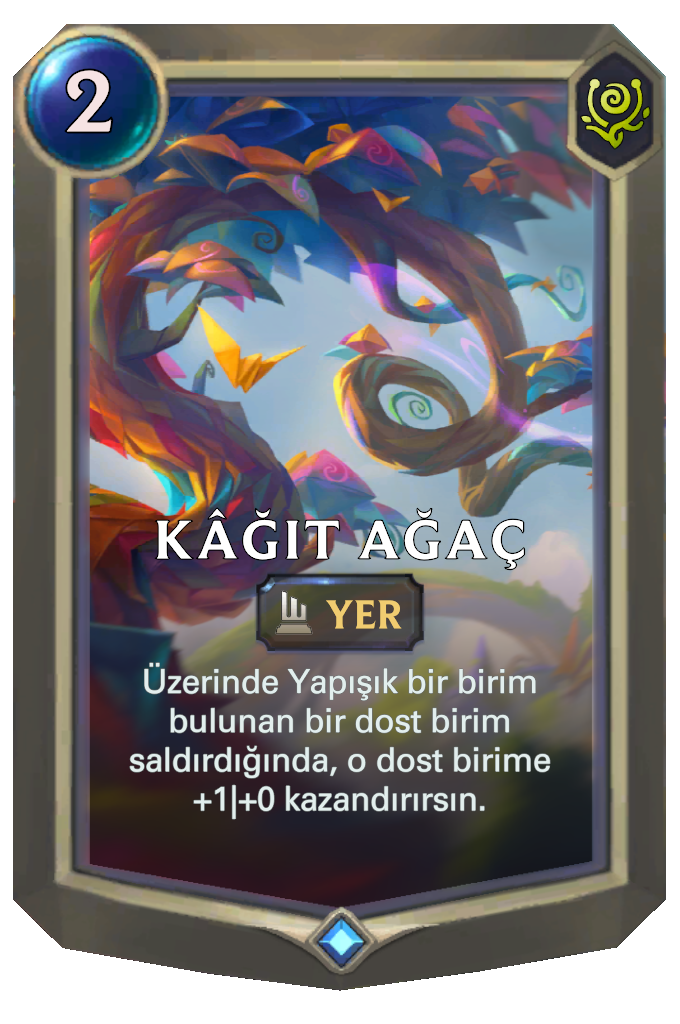 2
KÂĞIT AĞAÇ
YER
Üzerinde Yapışık bir birim
bulunan bir dost birim
saldırdığında, o dost birime
+1|+0 kazandırırsın.